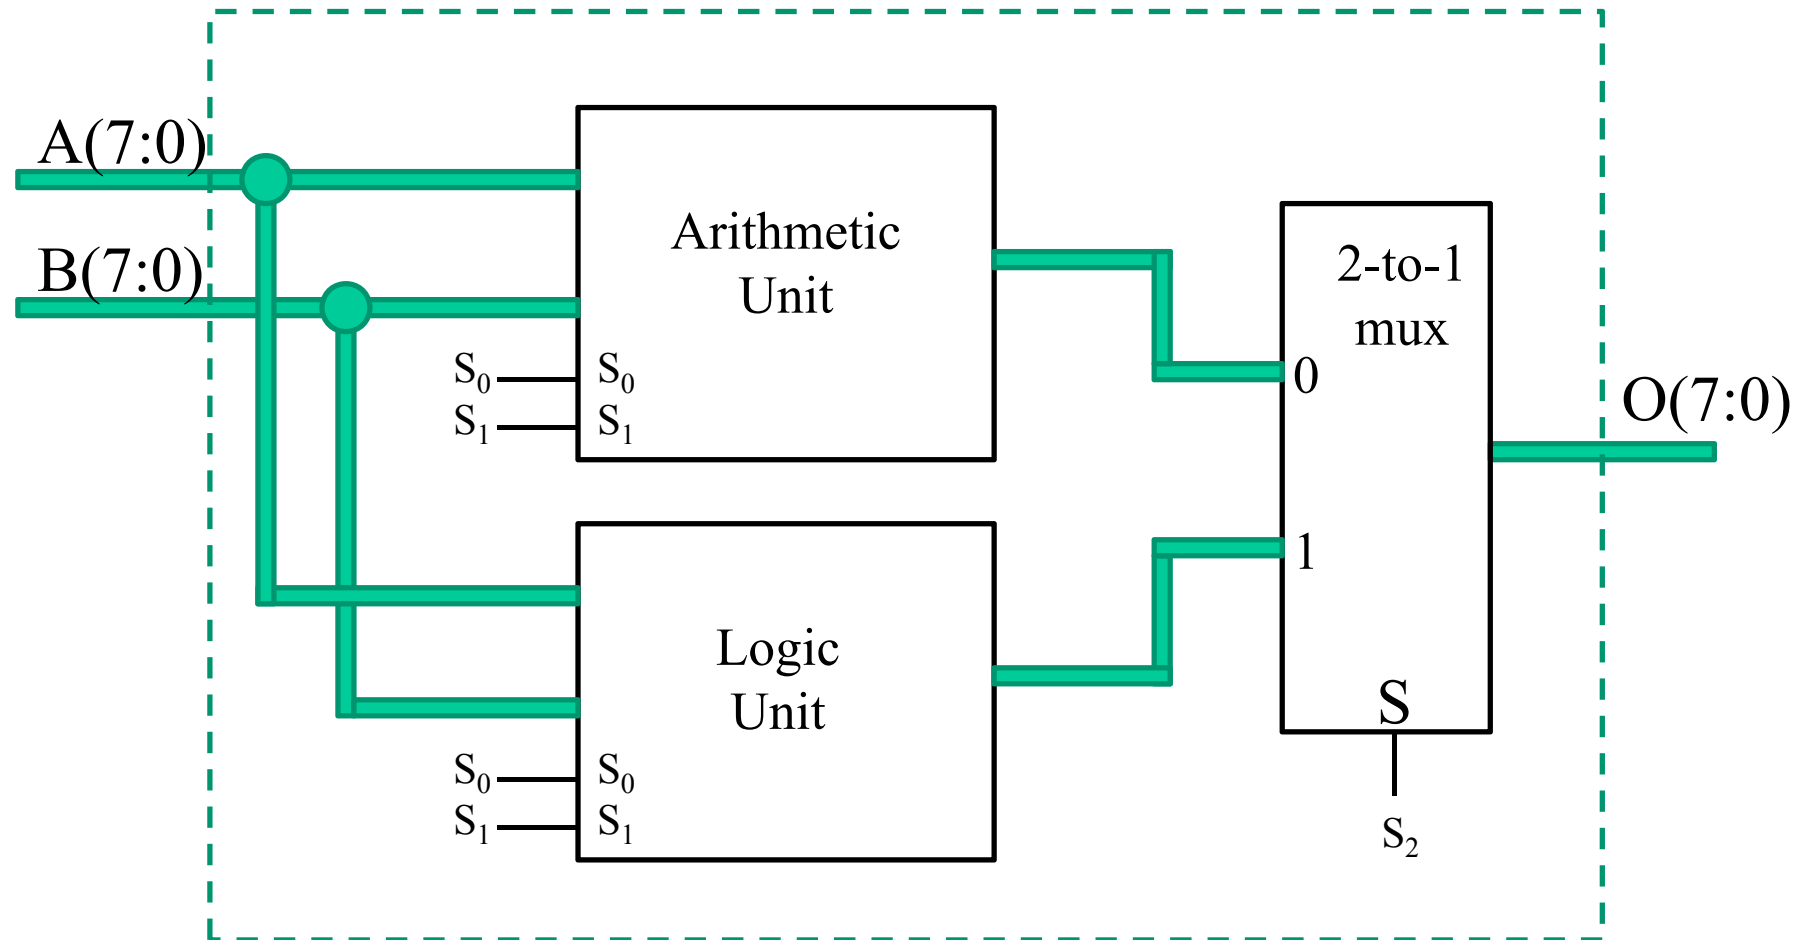 A(7:0)
B(7:0)
Arithmetic
Unit
S₀ S₀
S₁ S₁
2-to-1
mux
0
O(7:0)
1
Logic
Unit
S
S₀ S₀
S₁ S₁
S₂